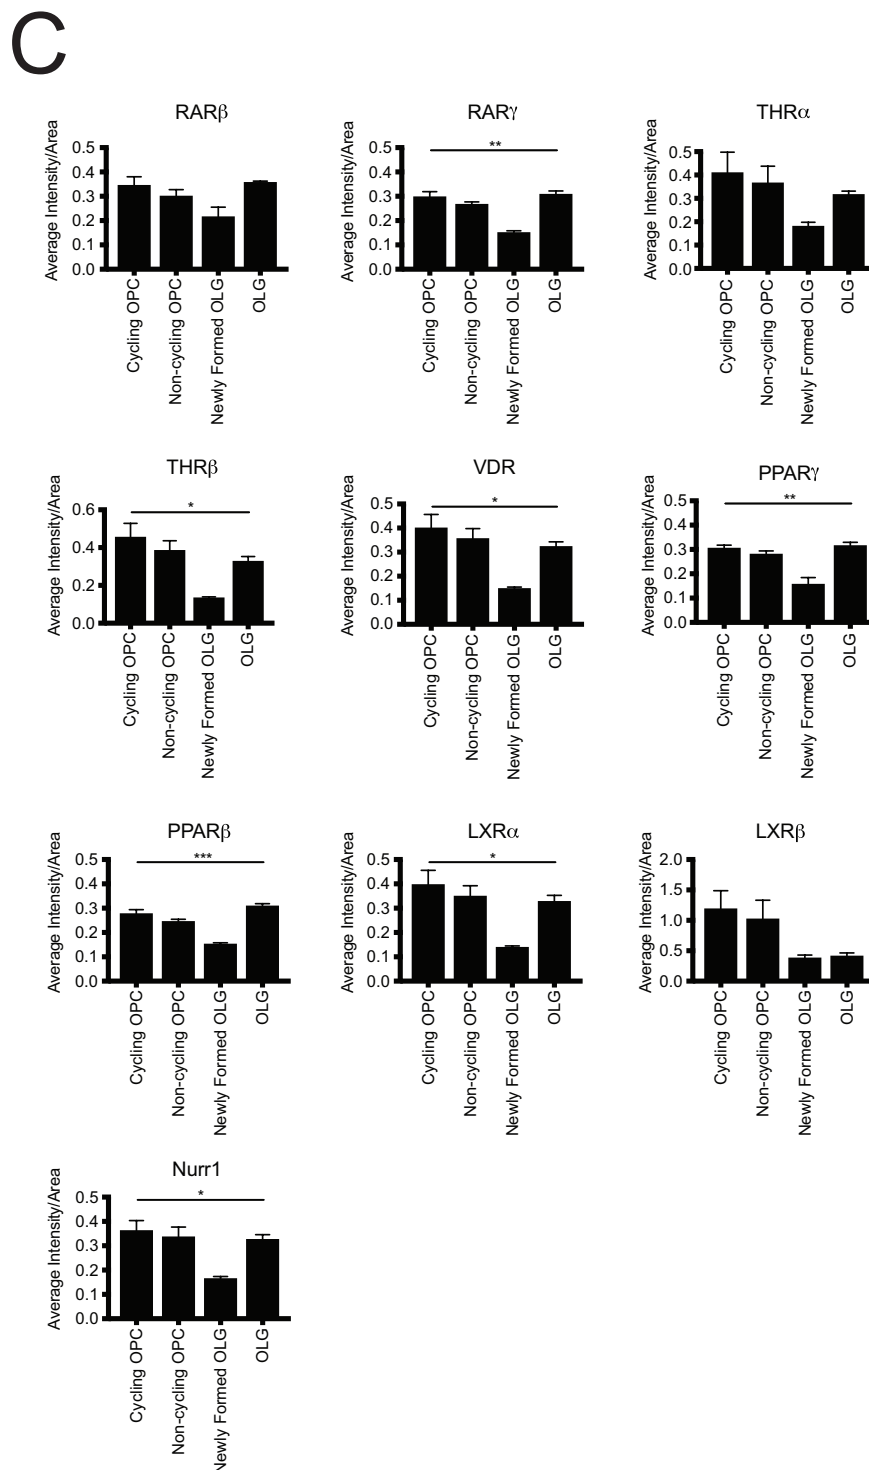 C
RARβ
Average Intensity/Area
0.5
0.4
0.3
0.2
0.1
0.0
Cycling OPC
Non-cycling OPC
Newly Formed OLG
OLG
RARγ
**
Average Intensity/Area
0.5
0.4
0.3
0.2
0.1
0.0
Cycling OPC
Non-cycling OPC
Newly Formed OLG
OLG
THRα
Average Intensity/Area
0.5
0.4
0.3
0.2
0.1
0.0
Cycling OPC
Non-cycling OPC
Newly Formed OLG
OLG
THRβ
*
Average Intensity/Area
0.6
0.4
0.2
0.0
Cycling OPC
Non-cycling OPC
Newly Formed OLG
OLG
VDR
*
Average Intensity/Area
0.5
0.4
0.3
0.2
0.1
0.0
Cycling OPC
Non-cycling OPC
Newly Formed OLG
OLG
PPARγ
**
Average Intensity/Area
0.5
0.4
0.3
0.2
0.1
0.0
Cycling OPC
Non-cycling OPC
Newly Formed OLG
OLG
PPARβ
***
Average Intensity/Area
0.5
0.4
0.3
0.2
0.1
0.0
Cycling OPC
Non-cycling OPC
Newly Formed OLG
OLG
LXRα
*
Average Intensity/Area
0.5
0.4
0.3
0.2
0.1
0.0
Cycling OPC
Non-cycling OPC
Newly Formed OLG
OLG
LXRβ
Average Intensity/Area
2.0
1.5
1.0
0.5
0.0
Cycling OPC
Non-cycling OPC
Newly Formed OLG
OLG
Nurr1
*
Average Intensity/Area
0.5
0.4
0.3
0.2
0.1
0.0
Cycling OPC
Non-cycling OPC
Newly Formed OLG
OLG